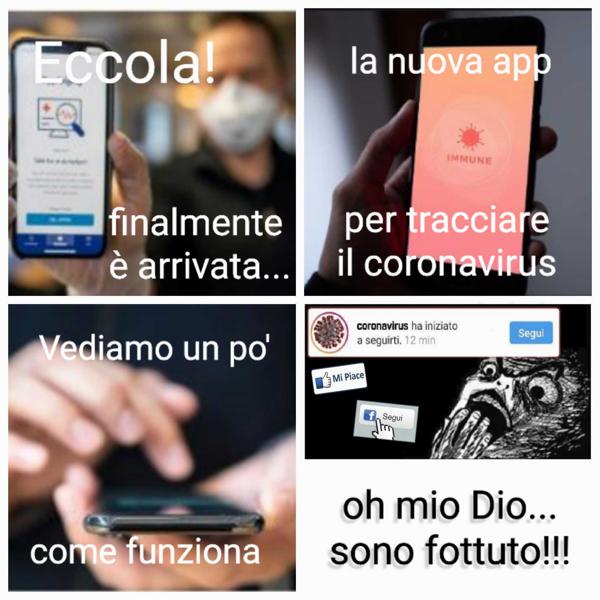 Eccola!
finalmente
è arrivata...
la nuova app
IMMUNE
per tracciare
il coronavirus
Vediamo un po'
come funziona
coronavirus ha iniziato
a seguirti. 12 min
Segui
Mi Piace
Segui
oh mio Dio...
sono fottuto!!!